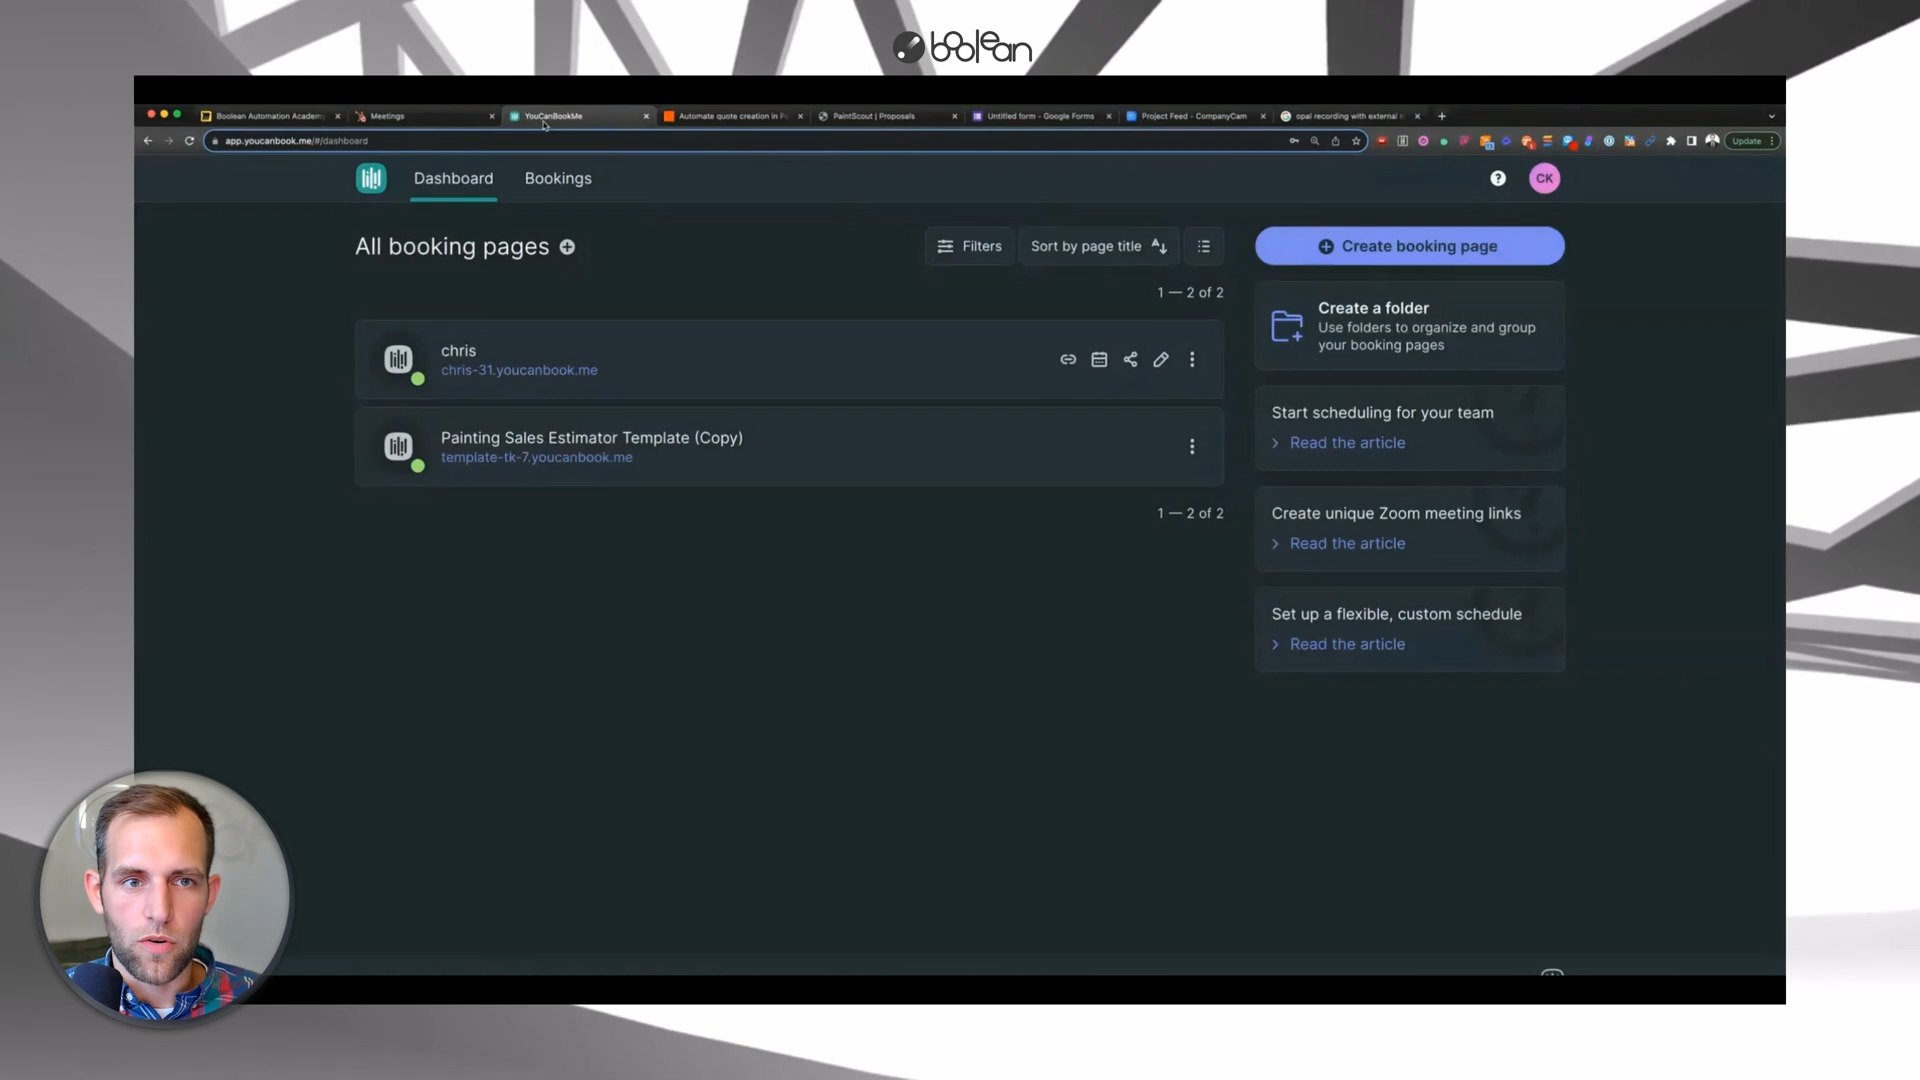 boolean
Boolean Automation Academy
Meetings
YouCanBookMe
Automate quote creation in P
PaintScout | Proposals
Untitled form - Google Forms
Project Feed - CompanyCam
opal recording with external
app.youcanbook.me/#/dashboard
Update
Dashboard
Bookings
?
CK
All booking pages
Filters
Sort by page title
Create booking page
1 — 2 of 2
Create a folder
Use folders to organize and group
your booking pages
chris
chris-31.youcanbook.me
Start scheduling for your team
Read the article
Painting Sales Estimator Template (Copy)
template-tk-7.youcanbook.me
1 — 2 of 2
Create unique Zoom meeting links
Read the article
Set up a flexible, custom schedule
Read the article